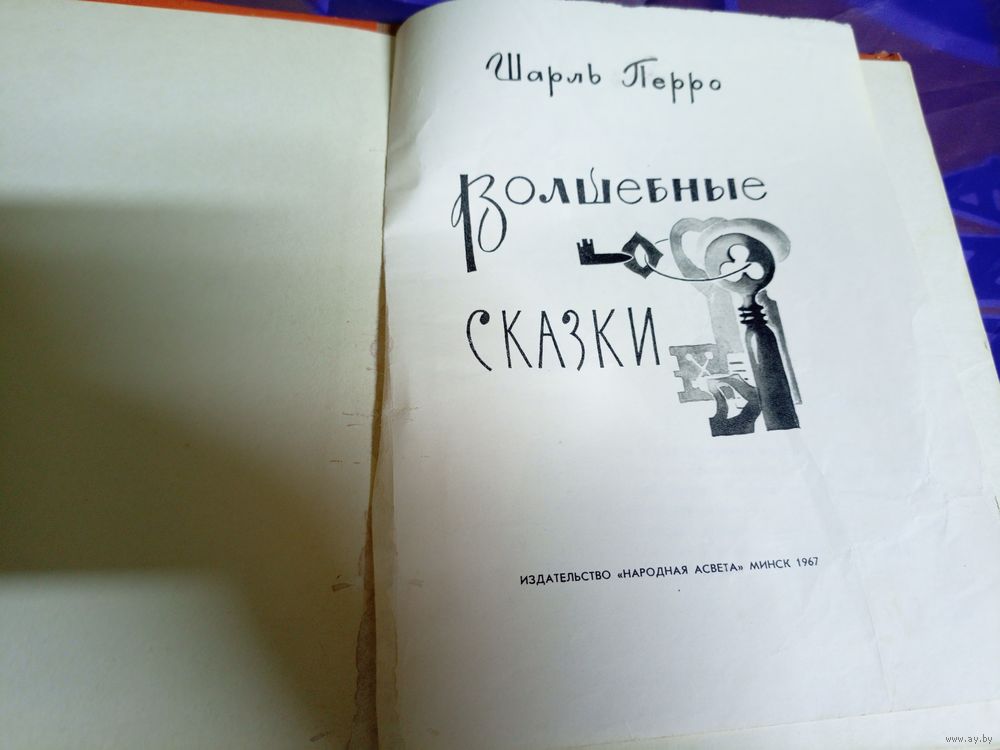 Шарль Перро
Волшебные
сказки
ИЗДАТЕЛЬСТВО «НАРОДНАЯ АСВЕТА» МИНСК 1967
www.ay.by